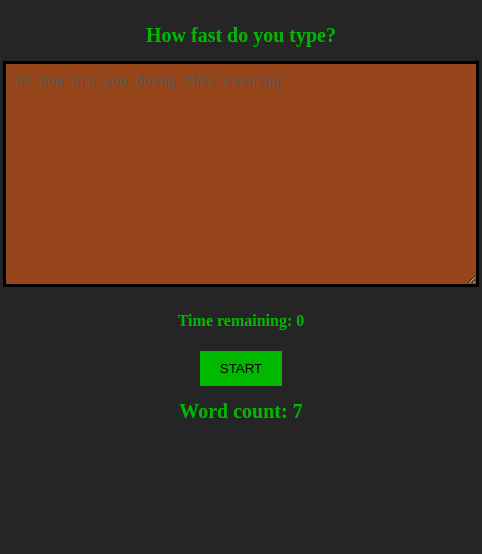 How fast do you type?
hi how are you doing this evening
Time remaining: 0
START
Word count: 7